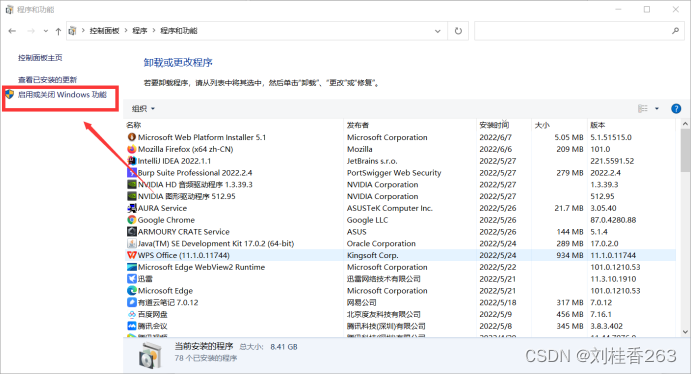 程序和功能
控制面板 > 程序 > 程序和功能
控制面板主页
查看已安装的更新
启用或关闭 Windows 功能
卸载或更改程序
若要卸载程序，请从列表中将其选中，然后单击"卸载"、"更改"或"修复"。
组织
名称 发布者 安装时间 大小 版本
Microsoft Web Platform Installer 5.1 Microsoft Corporation 2022/6/7 5.05 MB 5.1.51515.0
Mozilla Firefox (x64 zh-CN) Mozilla 2022/6/6 209 MB 101.0
IntelliJ IDEA 2022.1.1 JetBrains s.r.o. 2022/5/27 221.5591.52
Burp Suite Professional 2022.2.4 PortSwigger Web Security 2022/5/27 279 MB 2022.2.4
NVIDIA HD 音频驱动程序 1.3.39.3 NVIDIA Corporation 2022/5/27 1.3.39.3
NVIDIA 图形驱动程序 512.95 NVIDIA Corporation 2022/5/27 512.95
AURA Service ASUSTeK Computer Inc. 2022/5/27 21.7 MB 3.05.40
Google Chrome Google LLC 2022/5/27 87.0.4280.88
ARMOURY CRATE Service ASUS 2022/5/24 144 MB 5.1.4
Java(TM) SE Development Kit 17.0.2 (64-bit) Oracle Corporation 2022/5/24 289 MB 17.0.2.0
WPS Office (11.1.0.11744) Kingsoft Corp. 2022/5/24 934 MB 11.1.0.11744
Microsoft Edge WebView2 Runtime Microsoft Corporation 2022/5/22 101.0.1210.53
迅雷 迅雷网络技术有限公司 2022/5/21 11.3.10.1910
Microsoft Edge Microsoft Corporation 2022/5/21 101.0.1210.53
有道云笔记 7.0.12 网易公司 2022/5/18 317 MB 7.0.12
百度网盘 北京度友科技有限公司 2022/5/9 456 MB 7.16.1
腾讯会议 腾讯科技(深圳)有限公司 2022/5/8 345 MB 3.8.3.402
当前安装的程序 总大小: 8.41 GB
78 个已安装的程序
CSDN @刘桂香263